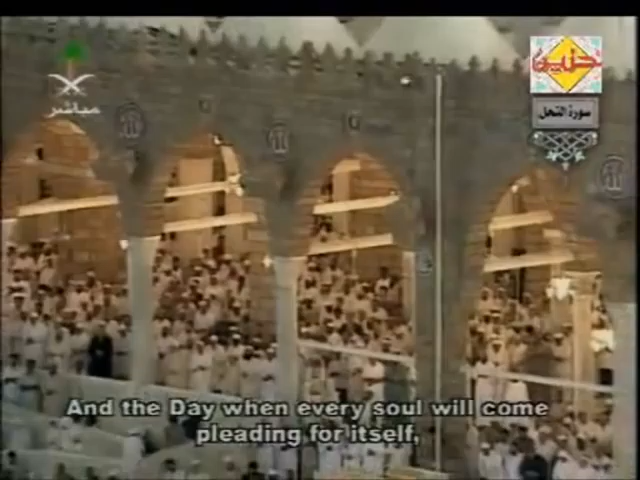 مباشر
سورة النحل
And the Day when every soul will come
pleading for itself,